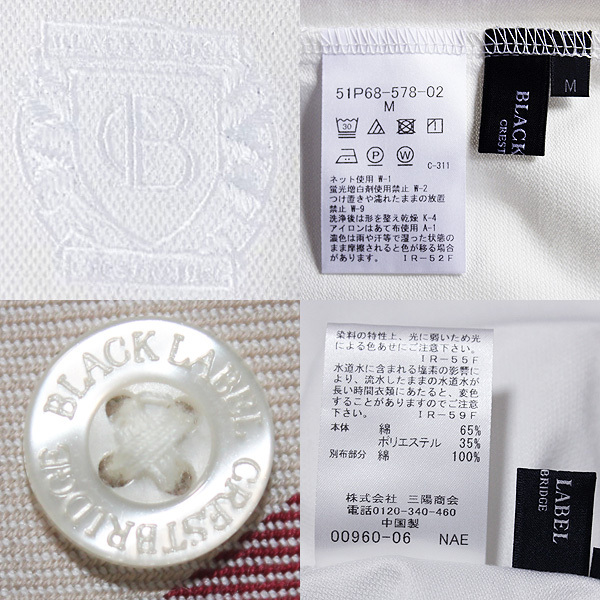 51P68-578-02
M
30
C-311
ネット使用 W-1
蛍光増白剤使用禁止 W-2
つけ置きや濡れたままの放置
禁止 W-9
洗浄後は形を整え乾燥 K-4
アイロンはあて布使用 A-1
濃色は雨や汗等で湿った状態の
まま摩擦されると色が移る場合
があります。 IR-52F
BLACK
CREST
M
BLACK LABEL
CRESTBRIDGE
染料の特性上、光に弱いため光
による色あせにご注意下さい。
IR-55F
水道水に含まれる塩素の影響に
より、流水したままの水道水が
長い時間衣類にあたると、変色
することがありますのでご注意
下さい。 IR-59F
本体 綿 65%
ポリエステル 35%
別布部分 綿 100%
株式会社 三陽商会
電話0120-340-460
中国製
00960-06 NAE
LABEL
BRIDGE